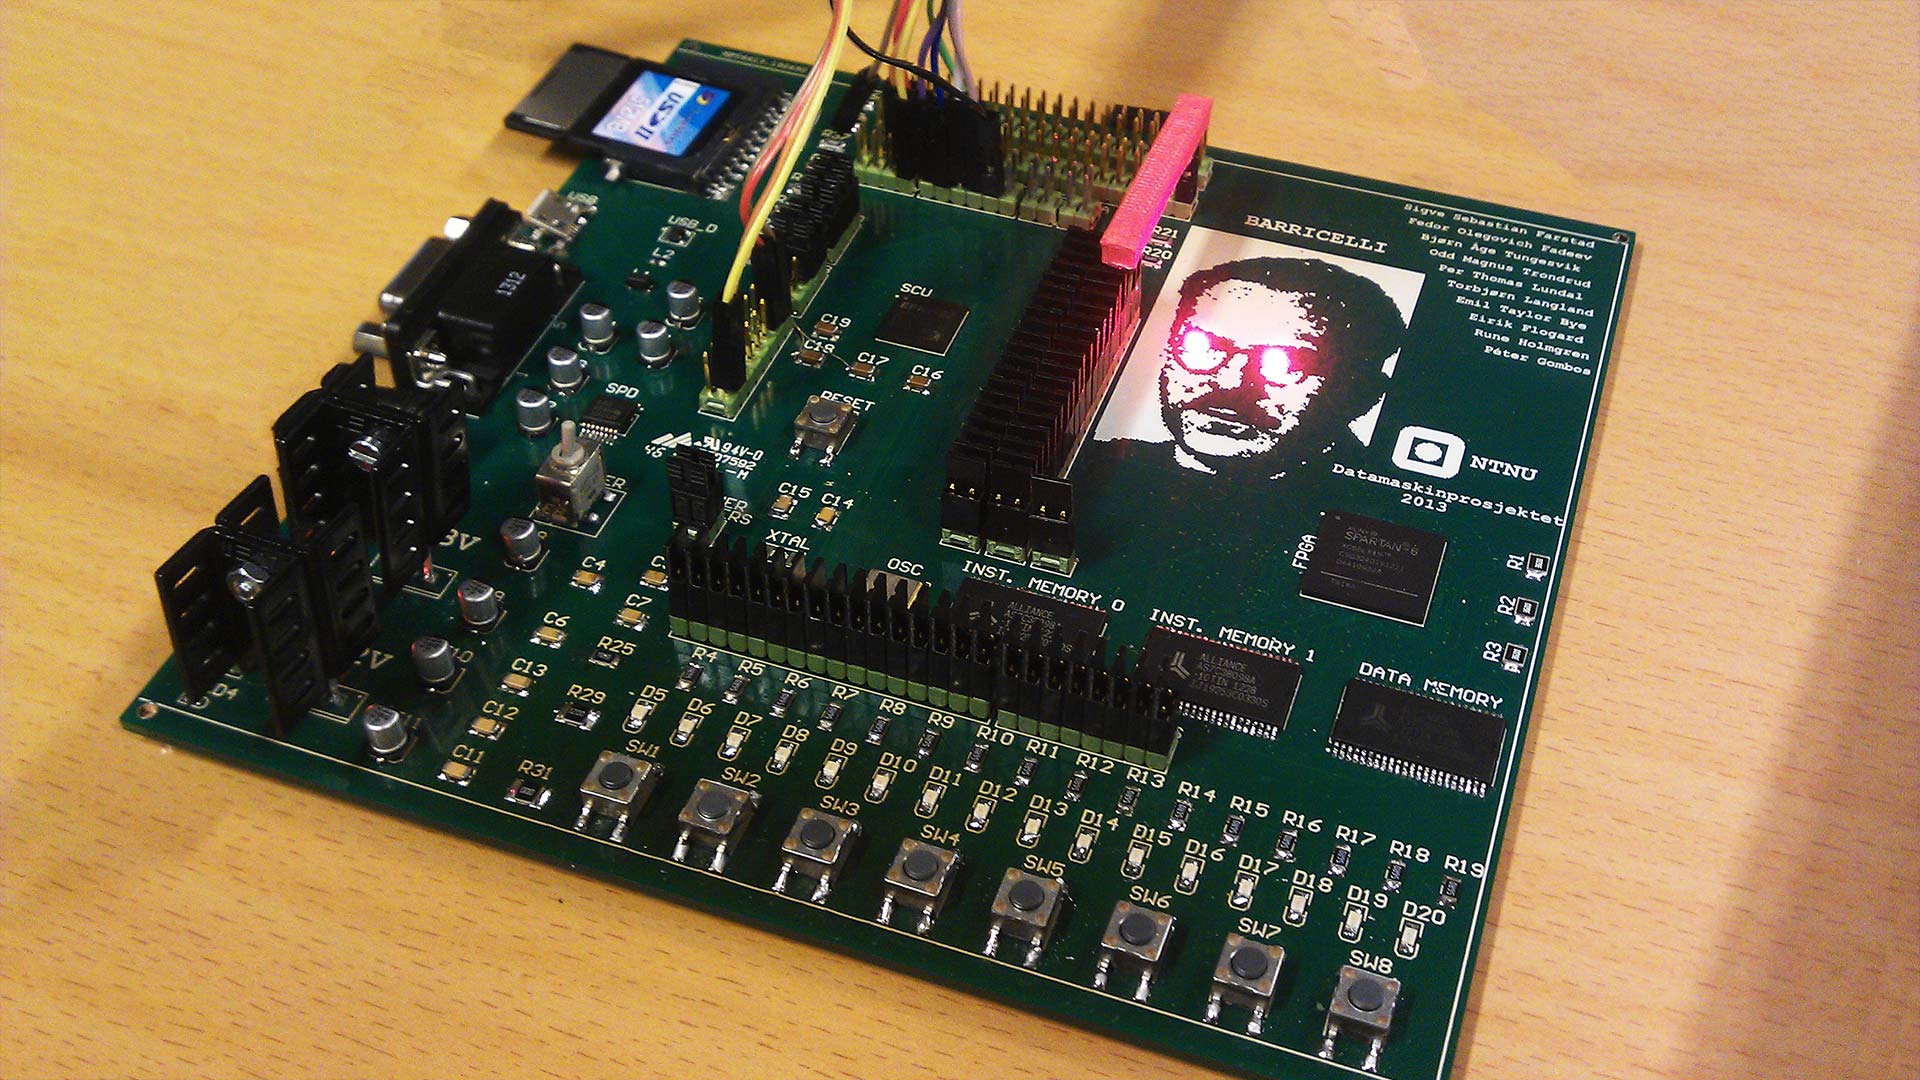 BARRICELLI
Sigve Sebastian Farstad
Fedor Olegovich Fadeev
Bjørn Åge Tungesvik
Odd Magnus Trondrud
Per Thomas Lundal
Torbjørn Langland
Emil Taylor Bye
Eirik Flogard
Rune Holmgren
Péter Gombos
NTNU
Datamaskinprosjektet
2013
USB
USB_D
1312
R21
R20
SCU
C19
C18
C17
C16
SPD
RESET
94V-0
C15
C14
XTAL
OSC
INST. MEMORY 0
ALLIANCE
INST. MEMORY 1
ALLIANCE
AS7C38098A
-10TIN 1228
DATA MEMORY
FPGA
SPARTAN-6
R1
R2
R3
C4
C6
C7
C13
C12
C11
R25
R29
R31
R4
R5
R6
R7
R8
R9
R10
R11
R12
R13
R14
R15
R16
R17
R18
R19
D5
D6
D7
D8
D9
D10
D11
D12
D13
D14
D15
D16
D17
D18
D19
D20
SW1
SW2
SW3
SW4
SW5
SW6
SW7
SW8